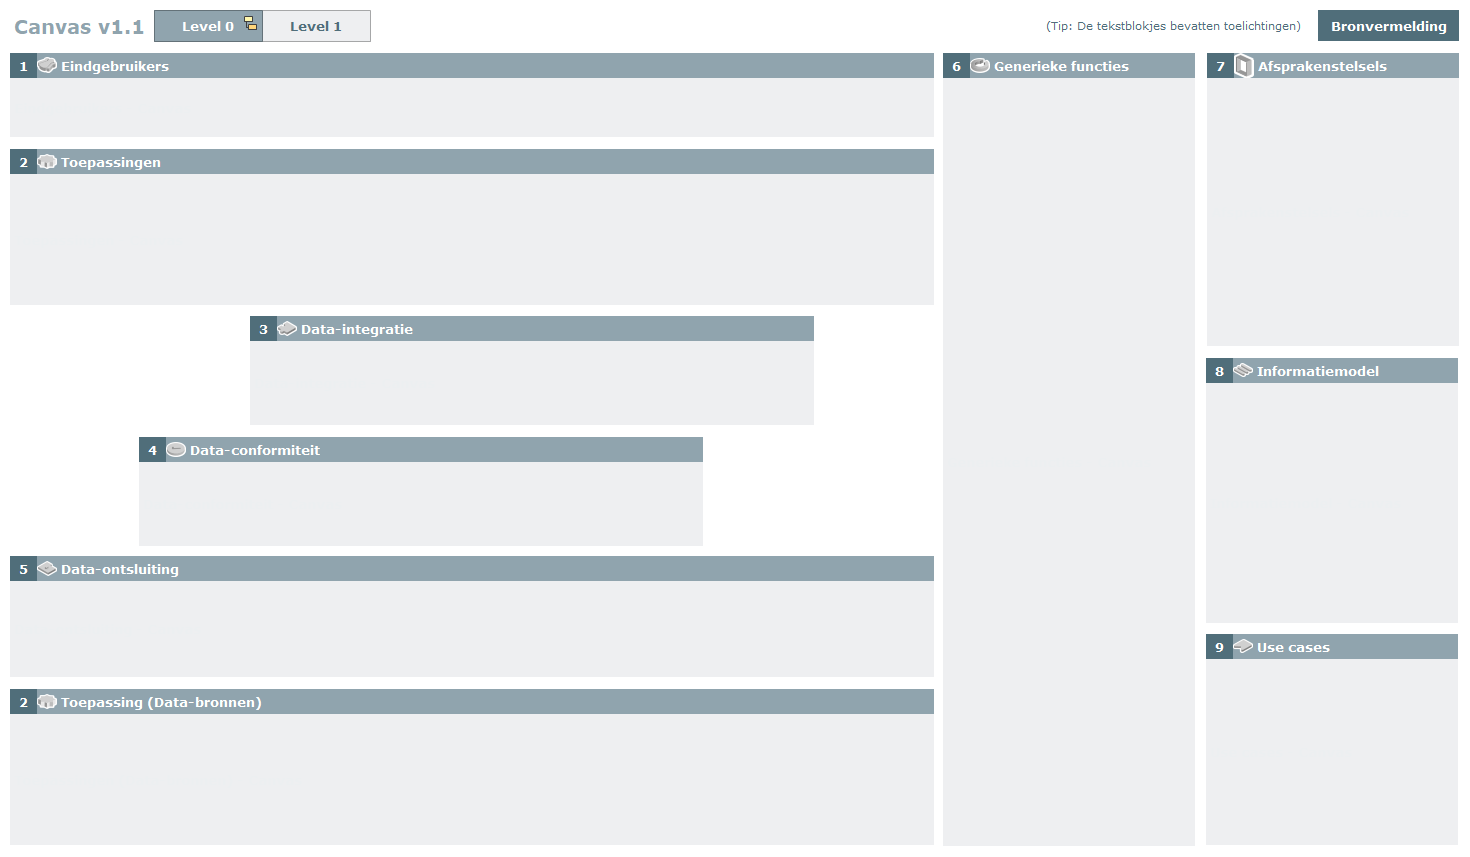 Canvas v1.1
Level 0
Level 1
(Tip: De tekstblokjes bevatten toelichtingen)
Bronvermelding
1 Eindgebruikers
2 Toepassingen
3 Data-integratie
4 Data-conformiteit
5 Data-ontsluiting
2 Toepassing (Data-bronnen)
6 Generieke functies
7 Afsprakenstelsels
8 Informatiemodel
9 Use cases